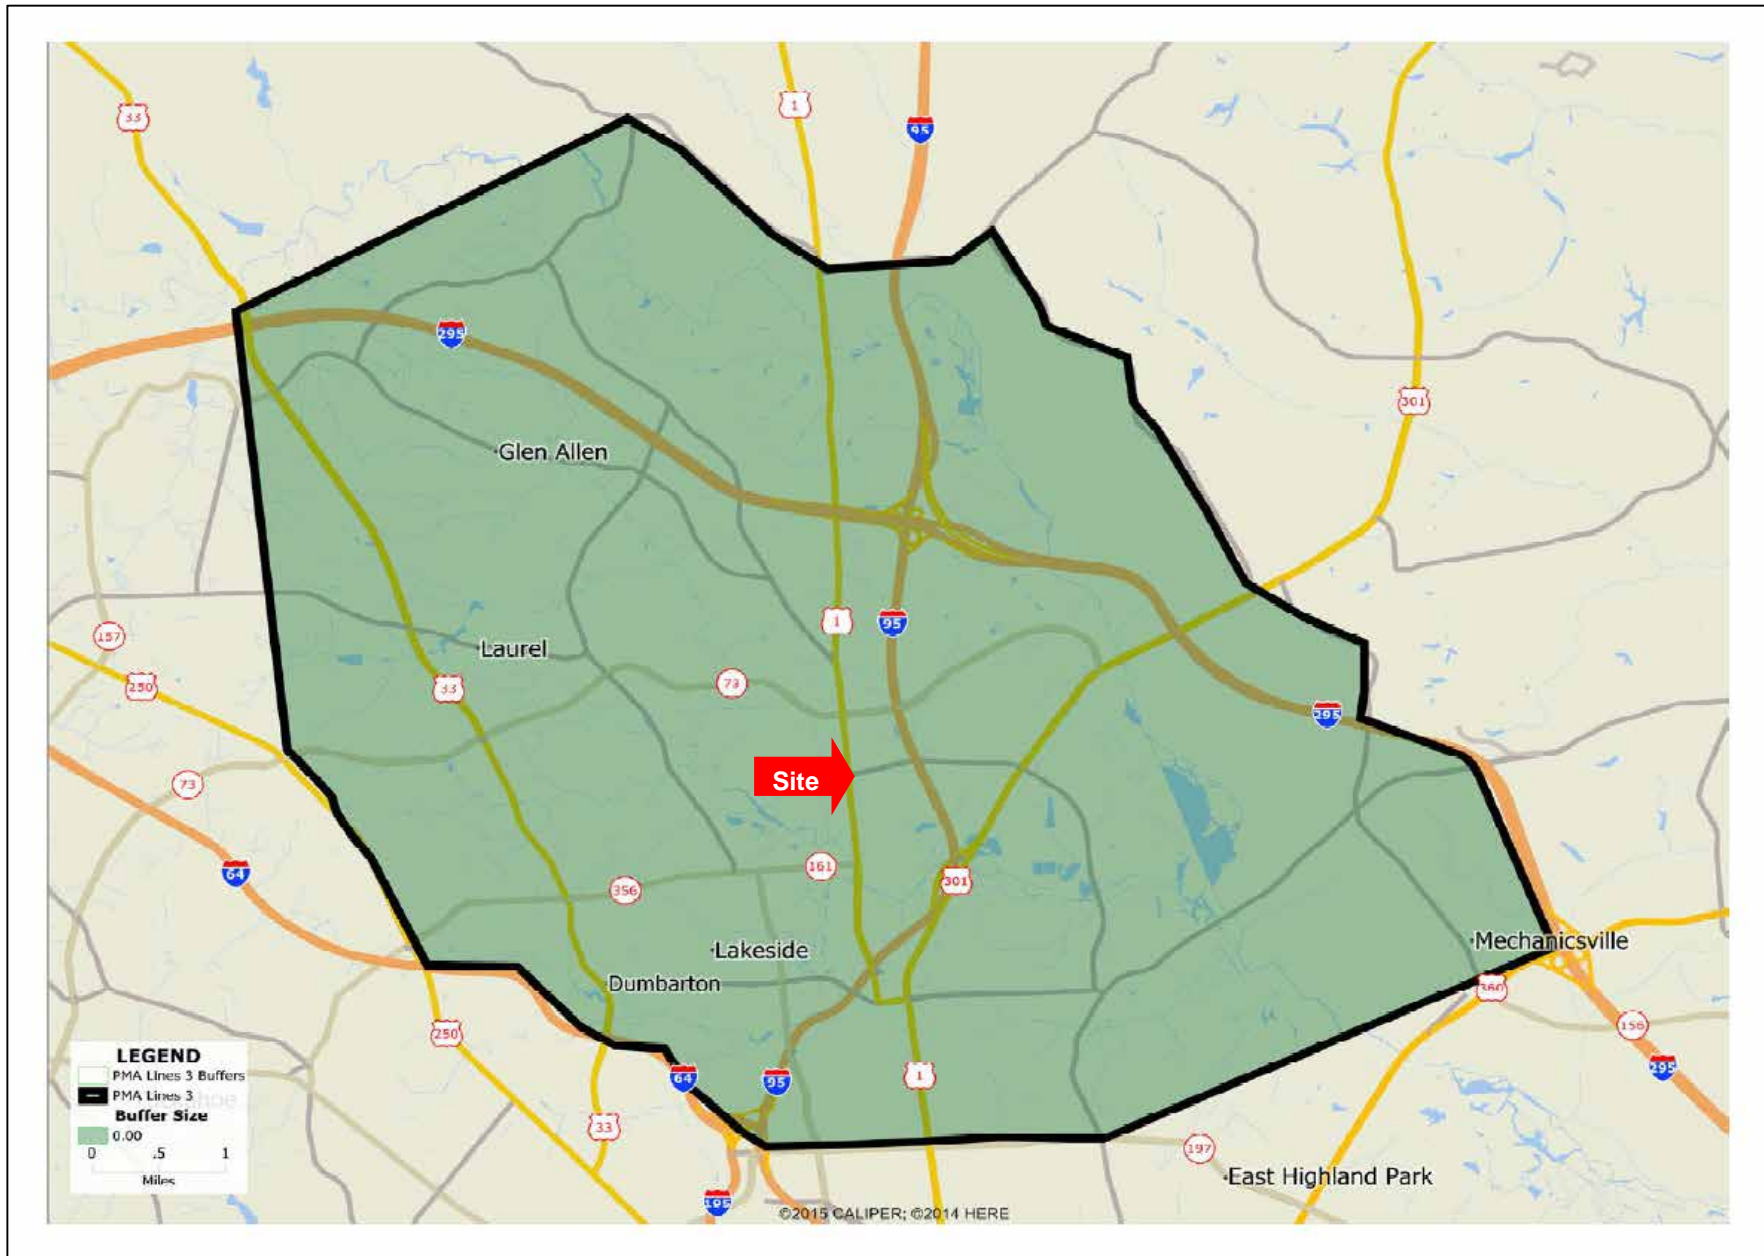 33
1
95
295
301
Glen Allen
157
Laurel
1
95
250
33
73
295
73
Site
64
161
356
301
Lakeside
Mechanicsville
Dumbarton
360
250
156
LEGEND
PMA Lines 3 Buffers
PMA Lines 3
Buffer Size
0.00
0 .5 1
Miles
64
95
1
295
33
197
East Highland Park
195
©2015 CALIPER; ©2014 HERE